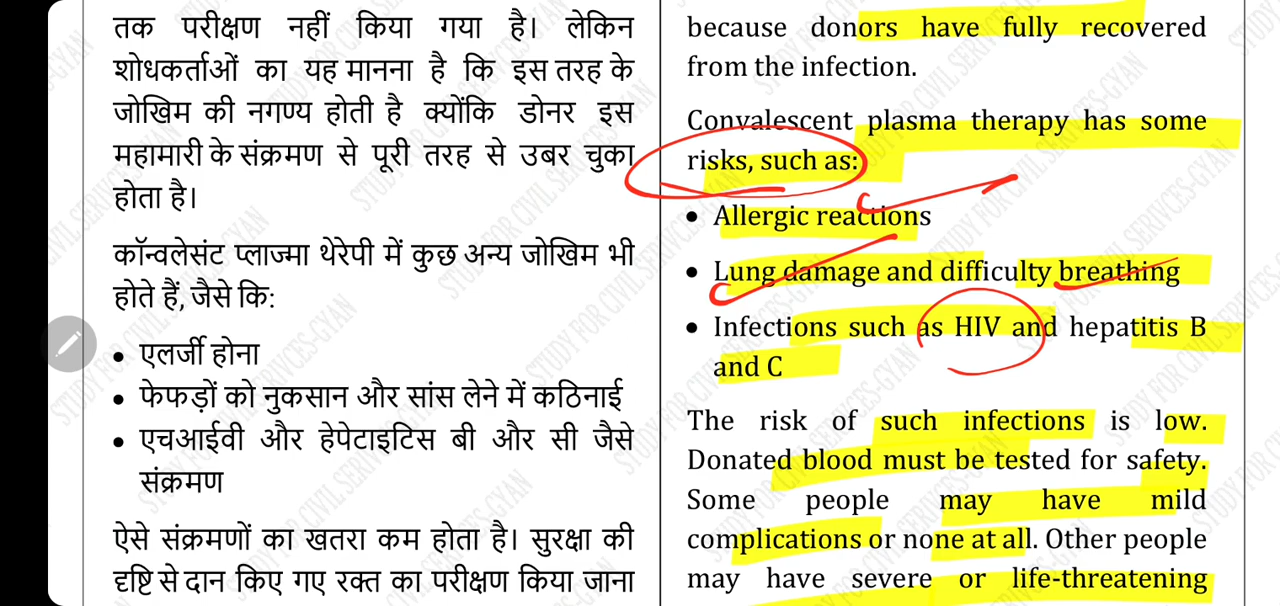 तक परीक्षण नहीं किया गया है। लेकिन
शोधकर्ताओं का यह मानना है कि इस तरह के
जोखिम की नगण्य होती है क्योंकि डोनर इस
महामारी के संक्रमण से पूरी तरह से उबर चुका
होता है।
कॉन्वलेसंट प्लाज्मा थेरेपी में कुछ अन्य जोखिम भी
होते हैं, जैसे कि:
• एलर्जी होना
• फेफड़ों को नुकसान और सांस लेने में कठिनाई
• एचआईवी और हेपेटाइटिस बी और सी जैसे
संक्रमण
ऐसे संक्रमणों का खतरा कम होता है। सुरक्षा की
दृष्टि से दान किए गए रक्त का परीक्षण किया जाना
because donors have fully recovered
from the infection.
Convalescent plasma therapy has some
risks, such as:
• Allergic reactions
• Lung damage and difficulty breathing
• Infections such as HIV and hepatitis B
and C
The risk of such infections is low.
Donated blood must be tested for safety.
Some people may have mild
complications or none at all. Other people
may have severe or life-threatening
STUDY FOR CIVIL SERVICES-GYAN